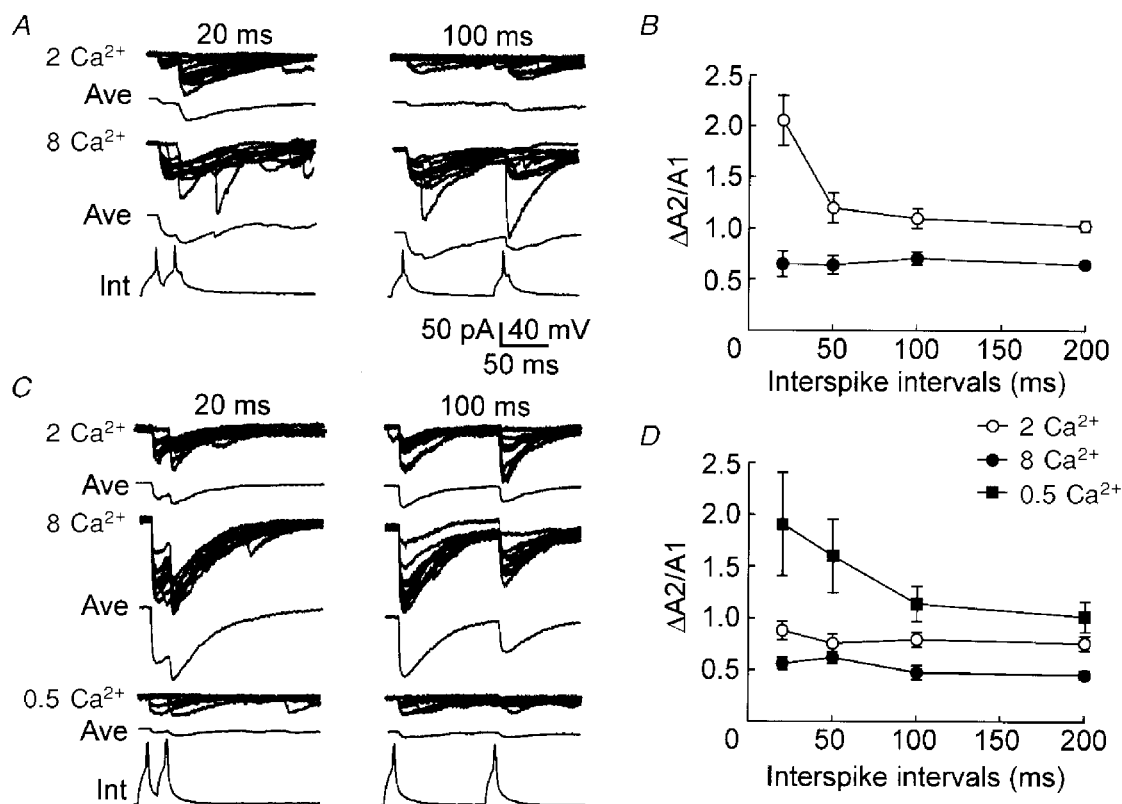 A
20 ms
100 ms
2 Ca²⁺
Ave
8 Ca²⁺
Ave
Int
50 pA
40 mV
50 ms
B
2.5
2.0
1.5
1.0
0.5
ΔA2/A1
0
50
100
150
200
Interspike intervals (ms)
C
20 ms
100 ms
2 Ca²⁺
Ave
8 Ca²⁺
Ave
0.5 Ca²⁺
Ave
Int
D
2 Ca²⁺
8 Ca²⁺
0.5 Ca²⁺
2.5
2.0
1.5
1.0
0.5
ΔA2/A1
0
50
100
150
200
Interspike intervals (ms)